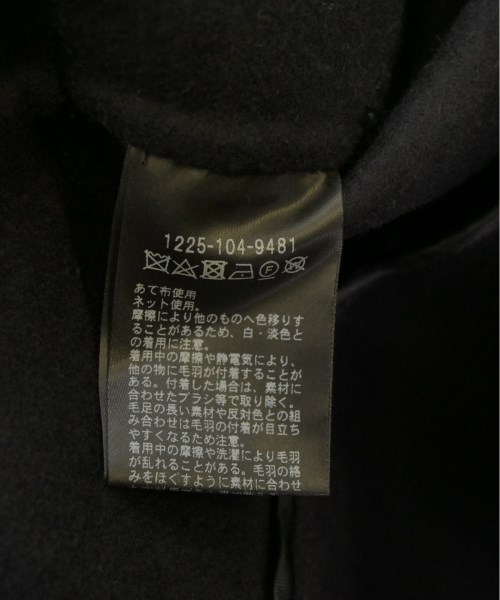 1225-104-9481
あて布使用
ネット使用。
摩擦により他のものへ色移りす
ることがあるため、白・淡色と
の着用に注意。
着用中の摩擦や静電気により、
他の物に毛羽が付着することが
ある。付着した場合は、素材に
合わせたブラシ等で取り除く。
毛足の長い素材や反対色との組
み合わせは毛羽の付着が目立ち
やすくなるため注意。
着用中の摩擦や洗濯により毛羽
が乱れることがある。毛羽の絡
みをほぐすように素材に合わせ